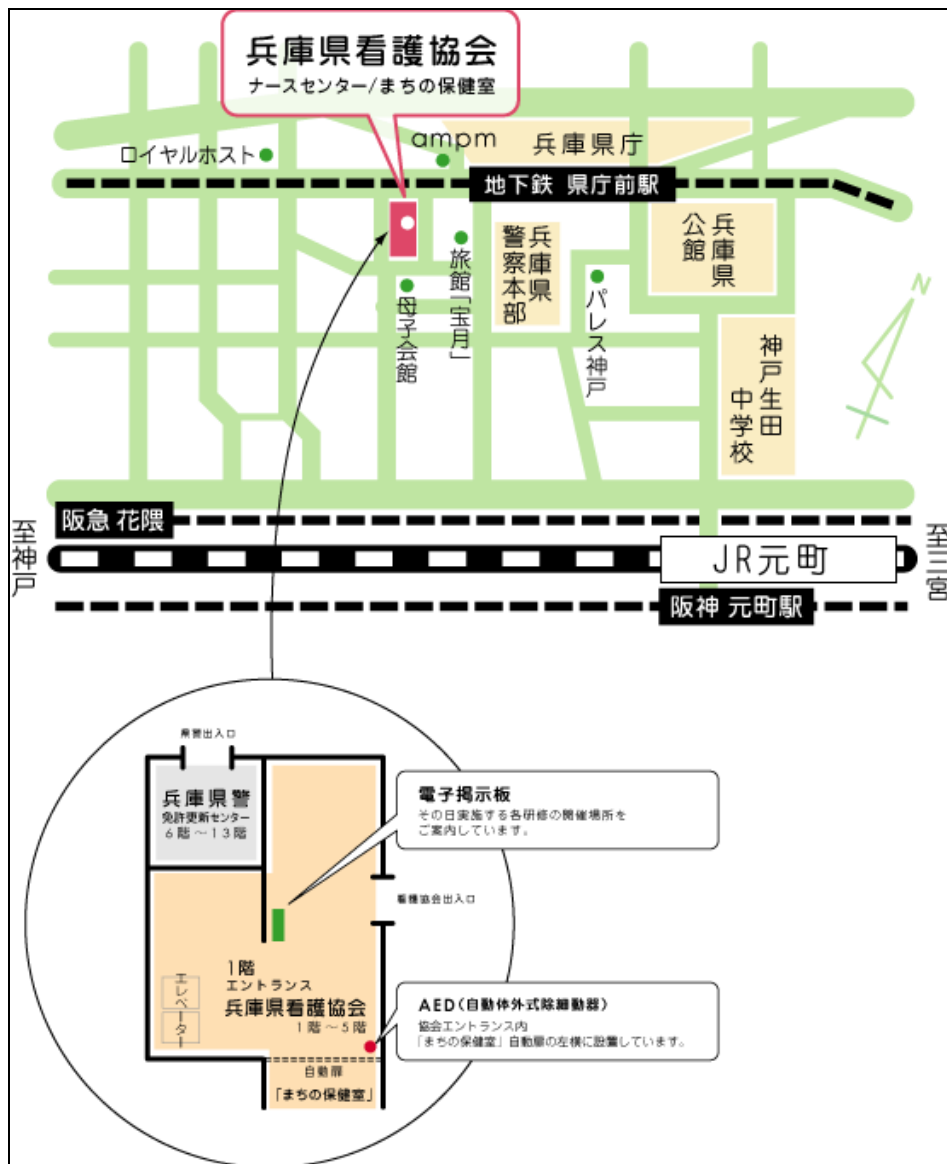 兵庫県看護協会
ナースセンター/まちの保健室
ampm
兵庫県庁
ロイヤルホスト
地下鉄 県庁前駅
兵庫県
公館
兵庫県
警察本部
旅館「宝月」
母子会館
パレス神戸
N
神戸生田
中学校
阪急 花隈
至神戸
JR元町
至三宮
阪神 元町駅
県警出入口
兵庫県警
免許更新センター
6階~13階
電子掲示板
その日実施する各研修の開催場所を
ご案内しています。
看護協会出入口
1階
エントランス
兵庫県看護協会
1階~5階
エレベーター
AED(自動体外式除細動器)
協会エントランス内
「まちの保健室」自動扉の左横に設置しています。
自動扉
「まちの保健室」